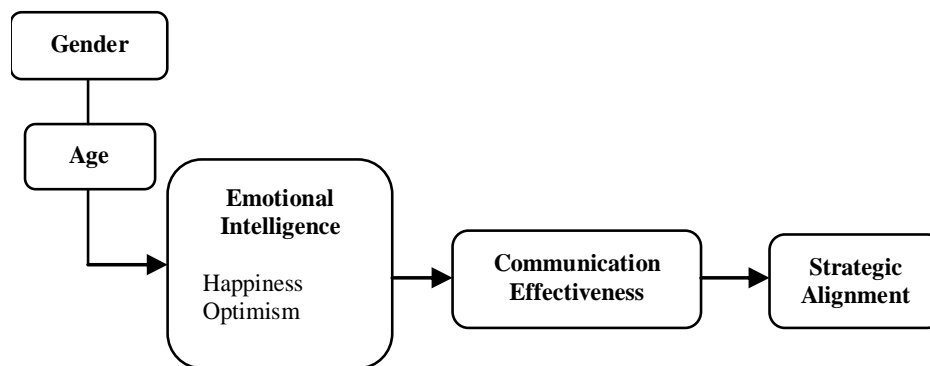 Gender
Age
Emotional
Intelligence
Happiness
Optimism
Communication
Effectiveness
Strategic
Alignment